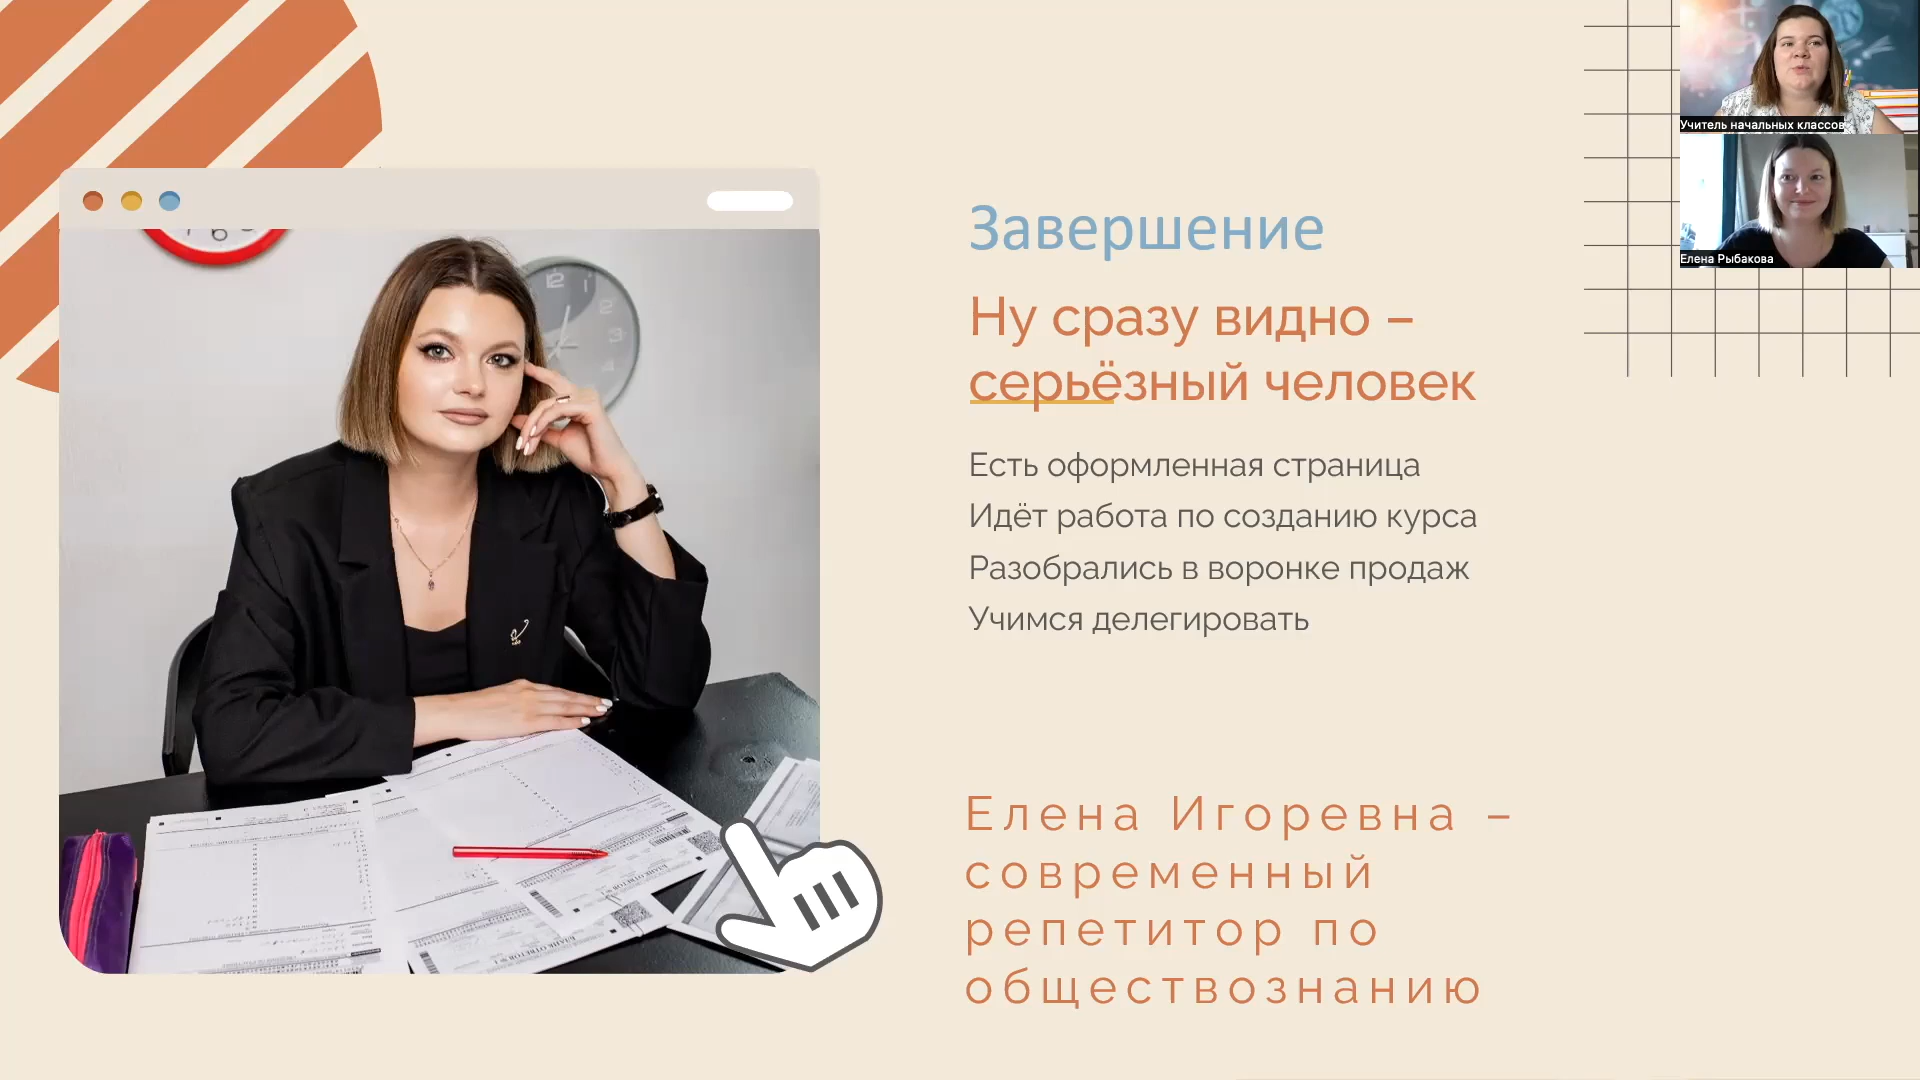 Учитель начальных классов
Елена Рыбакова
Завершение
Ну сразу видно –
серьёзный человек
Есть оформленная страница
Идёт работа по созданию курса
Разобрались в воронке продаж
Учимся делегировать
Елена Игоревна –
современный
репетитор по
обществознанию